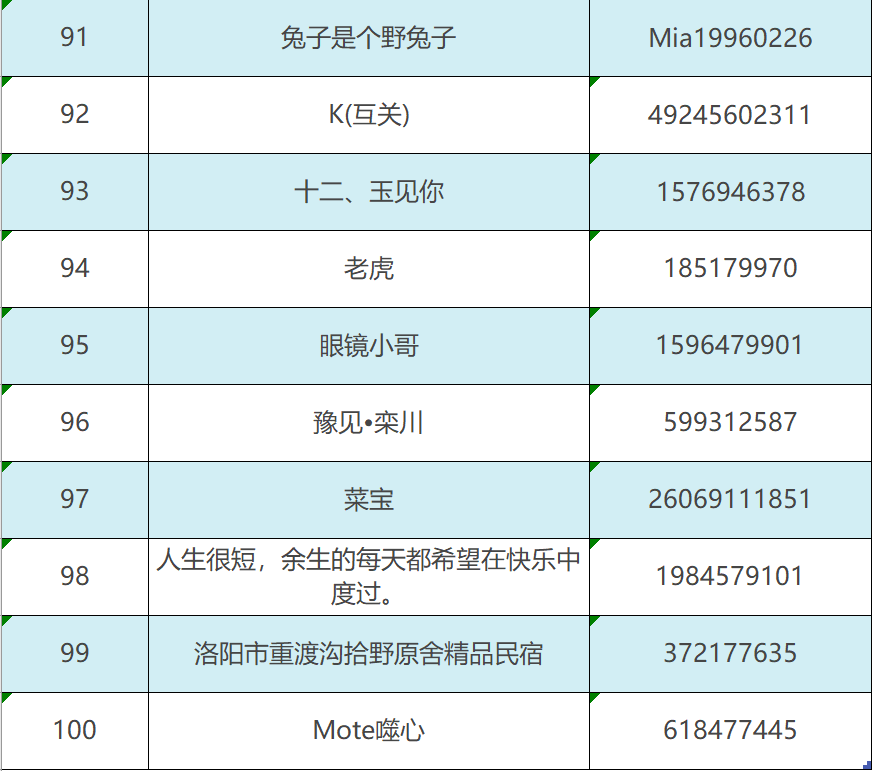 91 兔子是个野兔子 Mia19960226
92 K(互关) 49245602311
93 十二、玉见你 1576946378
94 老虎 185179970
95 眼镜小哥 1596479901
96 豫见•栾川 599312587
97 菜宝 26069111851
98 人生很短，余生的每天都希望在快乐中 1984579101
度过。
99 洛阳市重渡沟拾野原舍精品民宿 372177635
100 Mote噬心 618477445